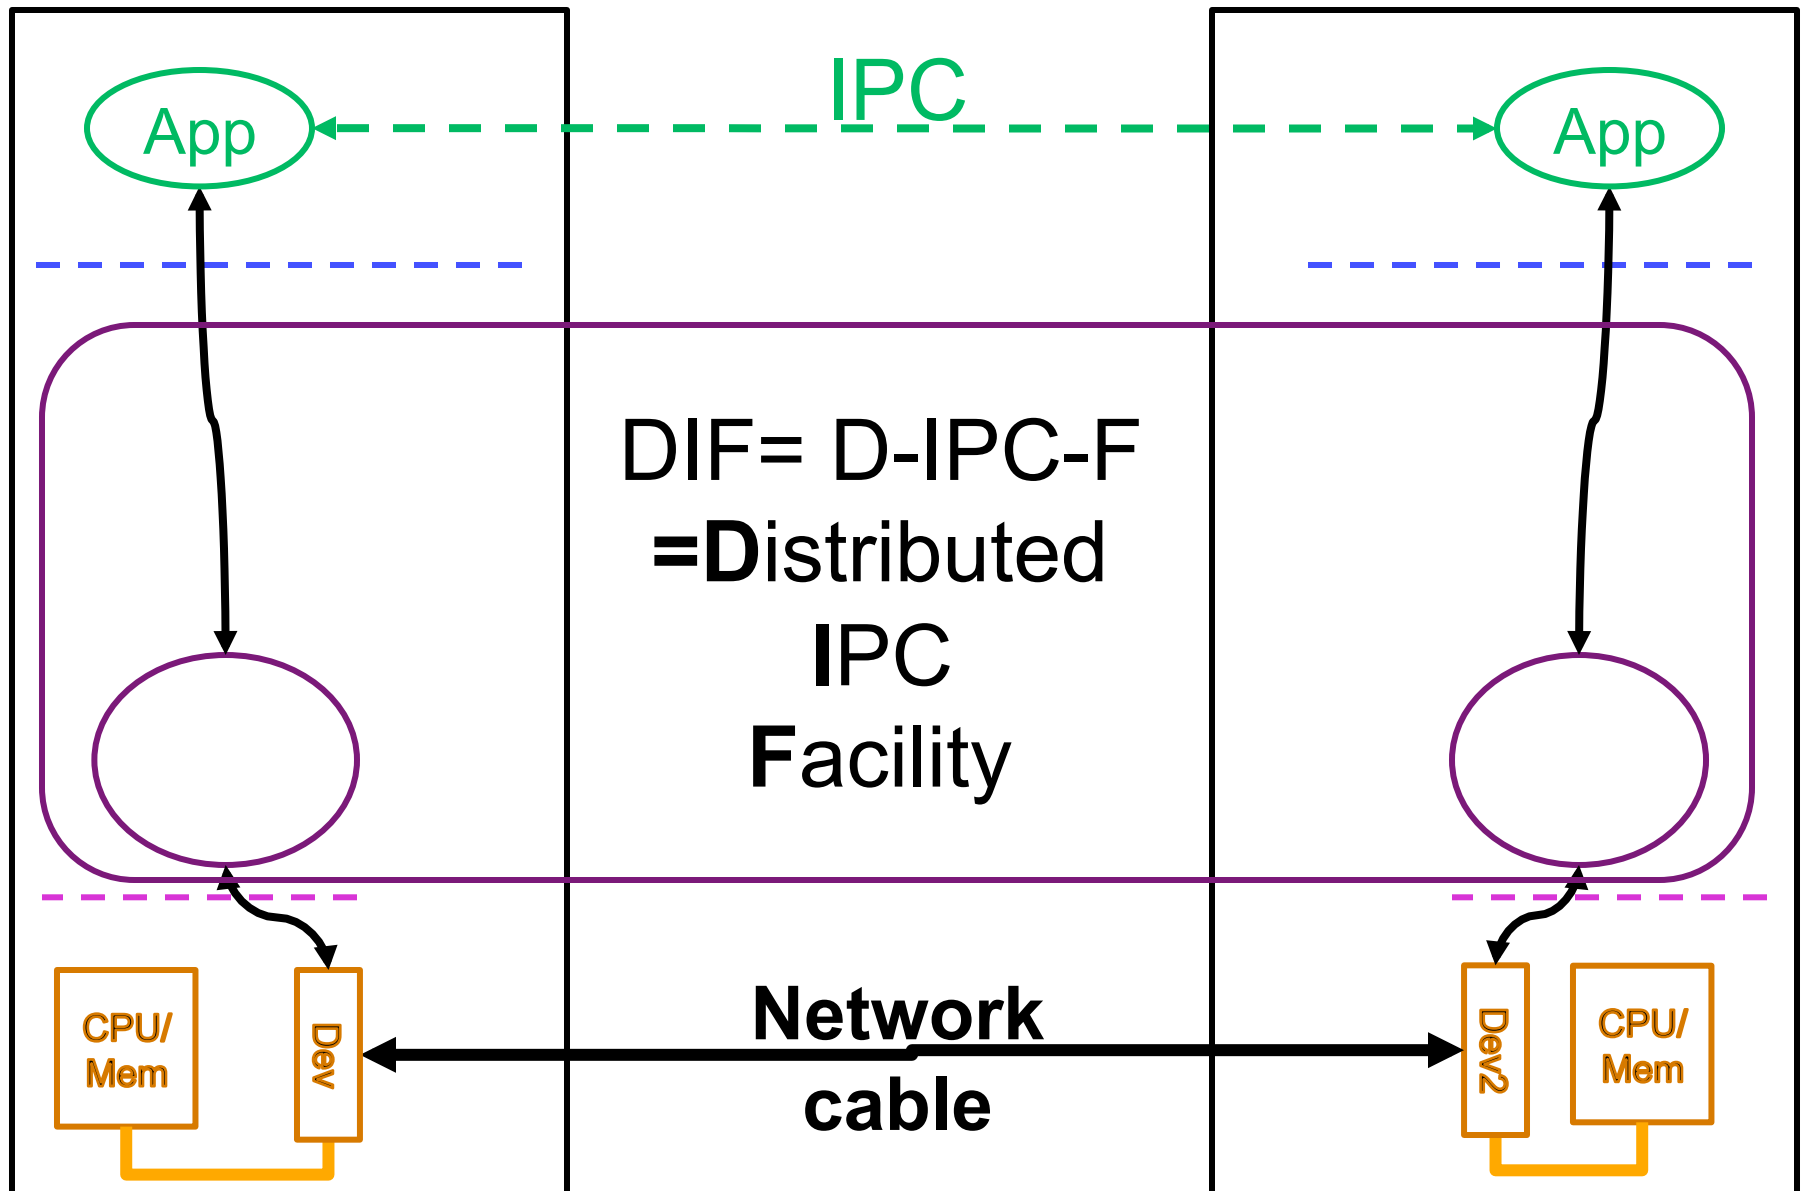 IPC
App
App
DIF= D-IPC-F
=Distributed
IPC
Facility
CPU/
Mem
Dev
Network
cable
Dev2
CPU/
Mem